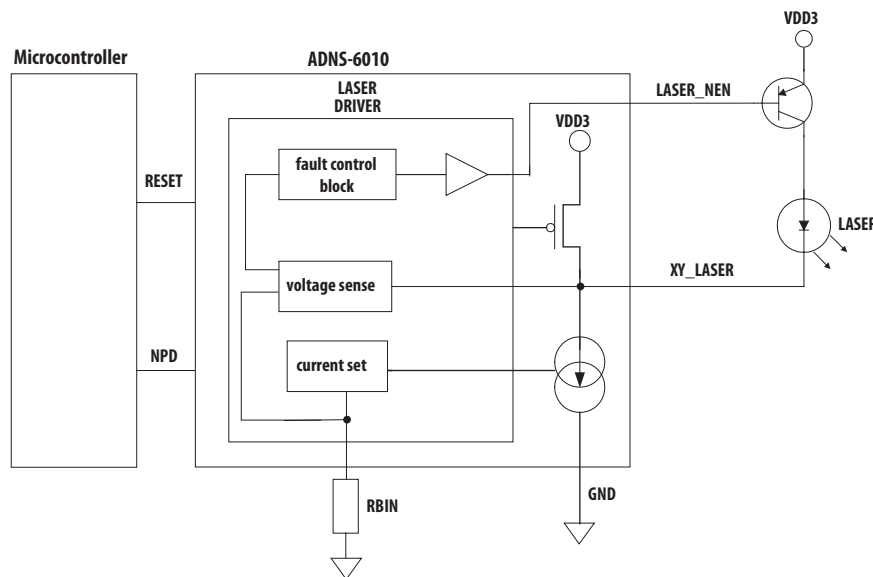 VDD3
Microcontroller
ADNS-6010
LASER
DRIVER
LASER_NEN
VDD3
fault control
block
RESET
LASER
XY_LASER
voltage sense
NPD
current set
GND
RBIN